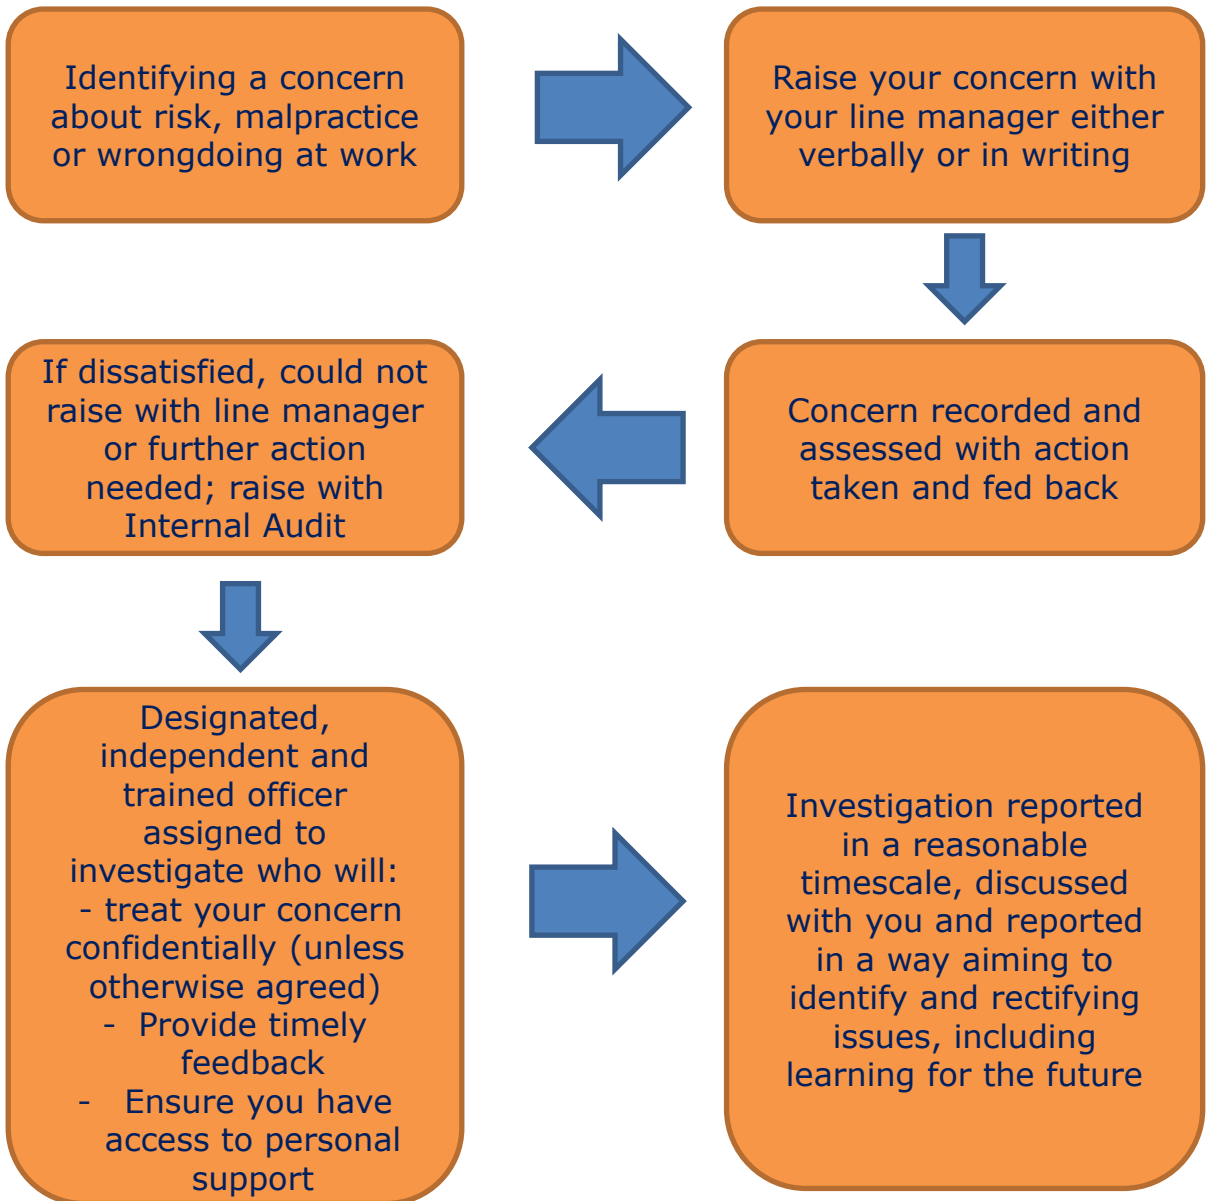 Identifying a concern
about risk, malpractice
or wrongdoing at work
Raise your concern with
your line manager either
verbally or in writing
Concern recorded and
assessed with action
taken and fed back
If dissatisfied, could not
raise with line manager
or further action
needed; raise with
Internal Audit
Designated,
independent and
trained officer
assigned to
investigate who will:
- treat your concern
confidentially (unless
otherwise agreed)
- Provide timely
feedback
- Ensure you have
access to personal
support
Investigation reported
in a reasonable
timescale, discussed
with you and reported
in a way aiming to
identify and rectifying
issues, including
learning for the future